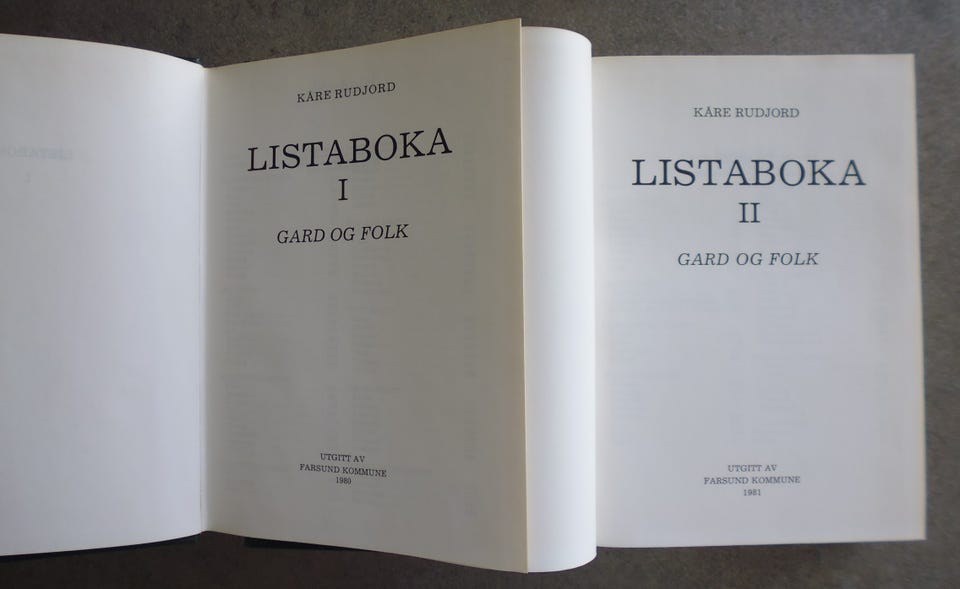 KÅRE RUDJORD
LISTABOKA
I
GARD OG FOLK
UTGITT AV
FARSUND KOMMUNE
1980
KÅRE RUDJORD
LISTABOKA
II
GARD OG FOLK
UTGITT AV
FARSUND KOMMUNE
1981